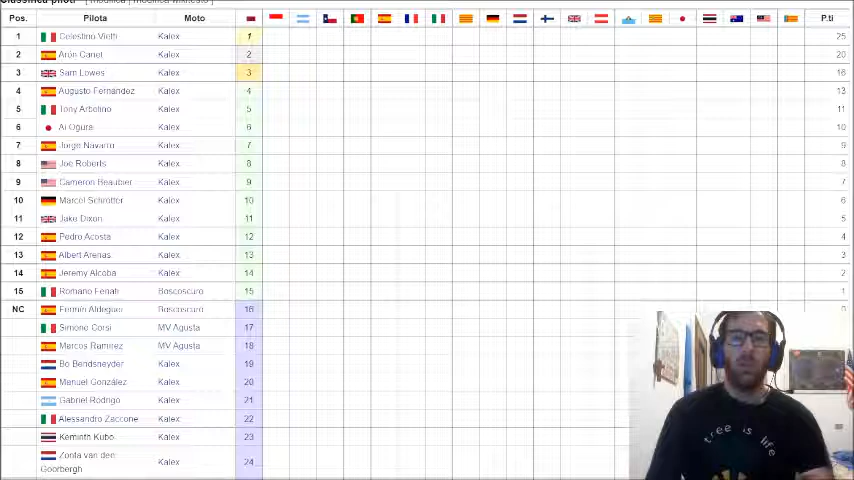 Classifica piloti [modifica | modifica wikitesto]
Pos. Pilota Moto P.ti
1 Celestino Vietti Kalex 1 25
2 Arón Canet Kalex 2 20
3 Sam Lowes Kalex 3 16
4 Augusto Fernández Kalex 4 13
5 Tony Arbolino Kalex 5 11
6 Ai Ogura Kalex 6 10
7 Jorge Navarro Kalex 7 9
8 Joe Roberts Kalex 8 8
9 Cameron Beaubier Kalex 9 7
10 Marcel Schrötter Kalex 10 6
11 Jake Dixon Kalex 11 5
12 Pedro Acosta Kalex 12 4
13 Albert Arenas Kalex 13 3
14 Jeremy Alcoba Kalex 14 2
15 Romano Fenati Boscoscuro 15 1
NC Fermín Aldeguer Boscoscuro 16 0
Simone Corsi MV Agusta 17
Marcos Ramírez MV Agusta 18
Bo Bendsneyder Kalex 19
Manuel González Kalex 20
Gabriel Rodrigo Kalex 21
Alessandro Zaccone Kalex 22
Keminth Kubo Kalex 23
Zonta van den
Goorbergh Kalex 24
tree is life